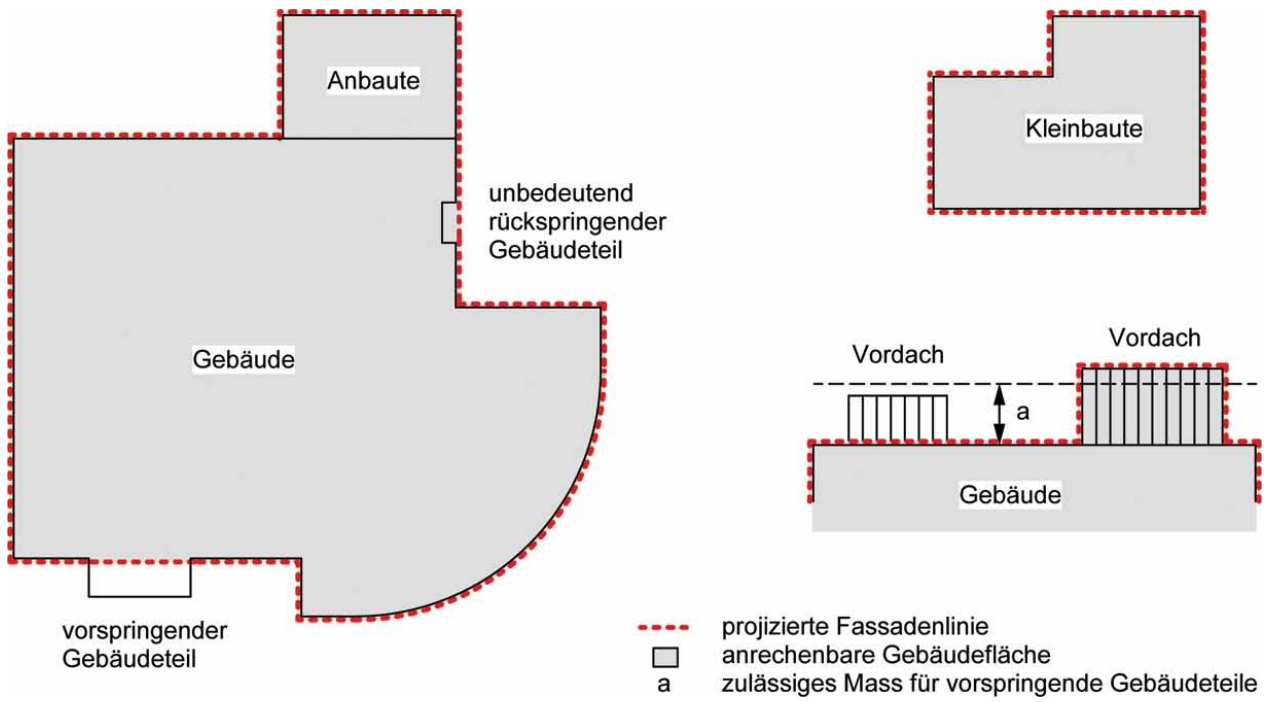 Anbaute
Kleinbaute
unbedeutend
rückspringender
Gebäudeteil
Gebäude
Vordach
Vordach
a
Gebäude
vorspringender
Gebäudeteil
projizierte Fassadenlinie
anrechenbare Gebäudefläche
a zulässiges Mass für vorspringende Gebäudeteile